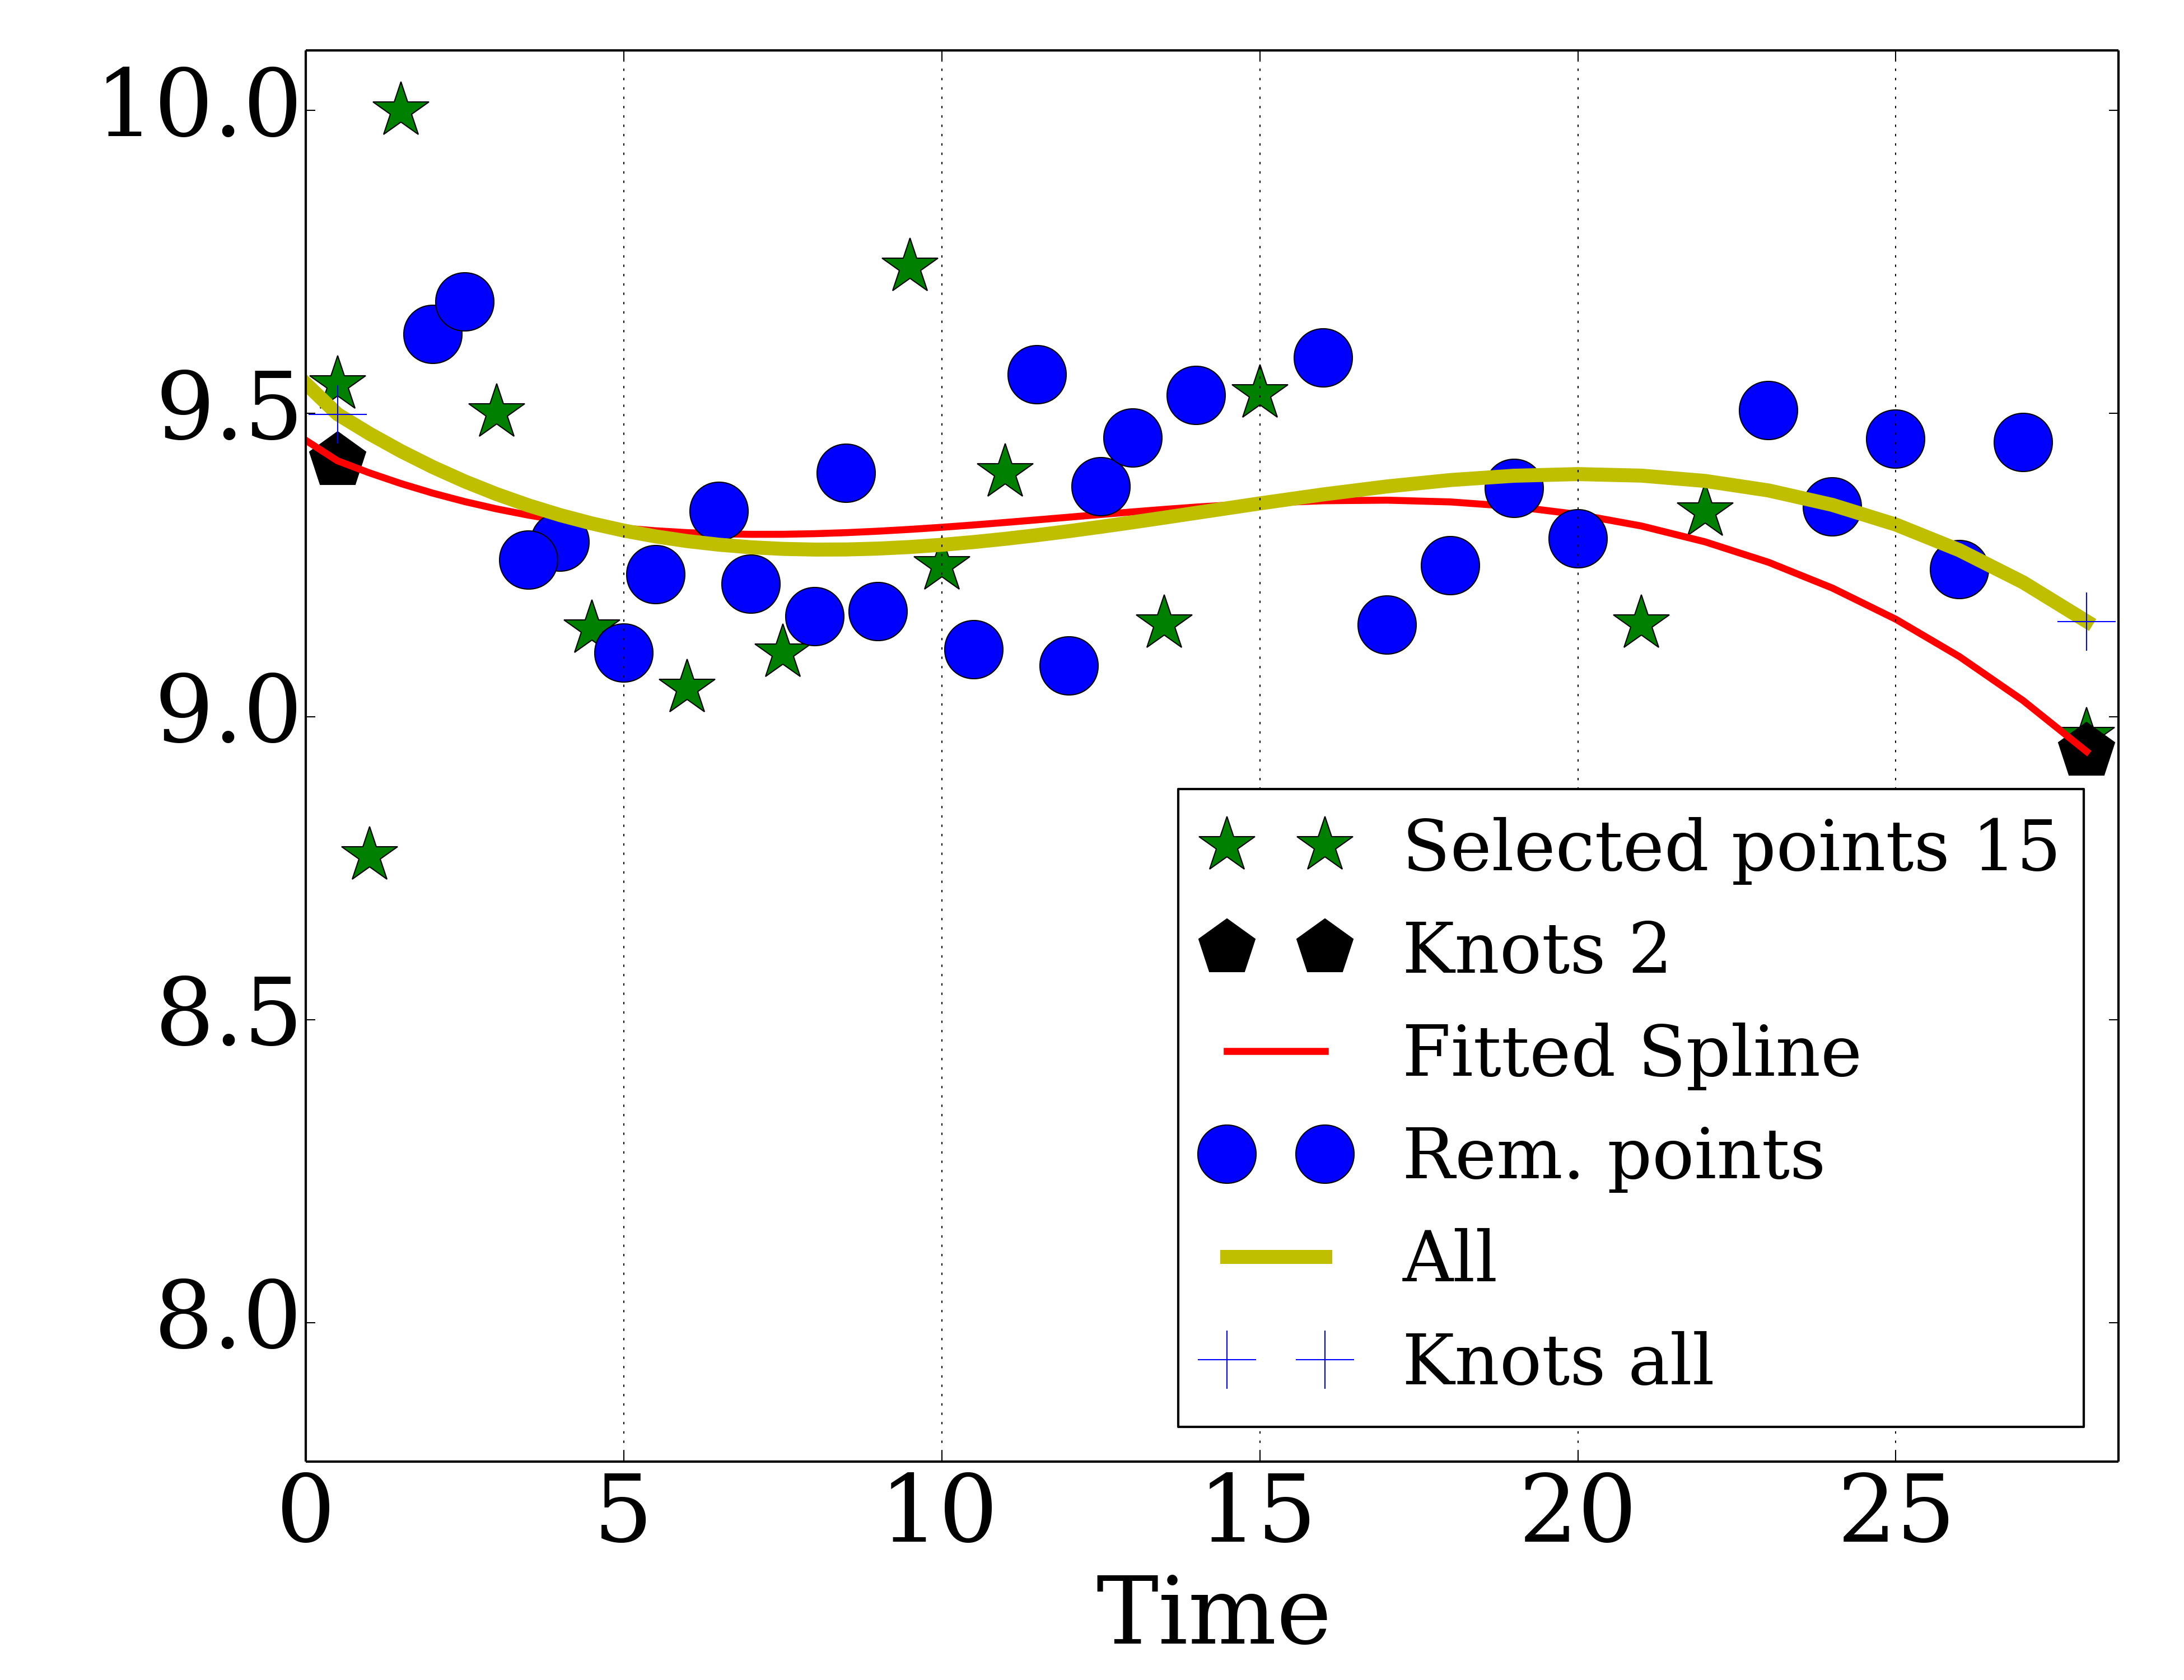 10.0
9.5
9.0
8.5
8.0
0 5 10 15 20 25
Time
Selected points 15
Knots 2
Fitted Spline
Rem. points
All
Knots all